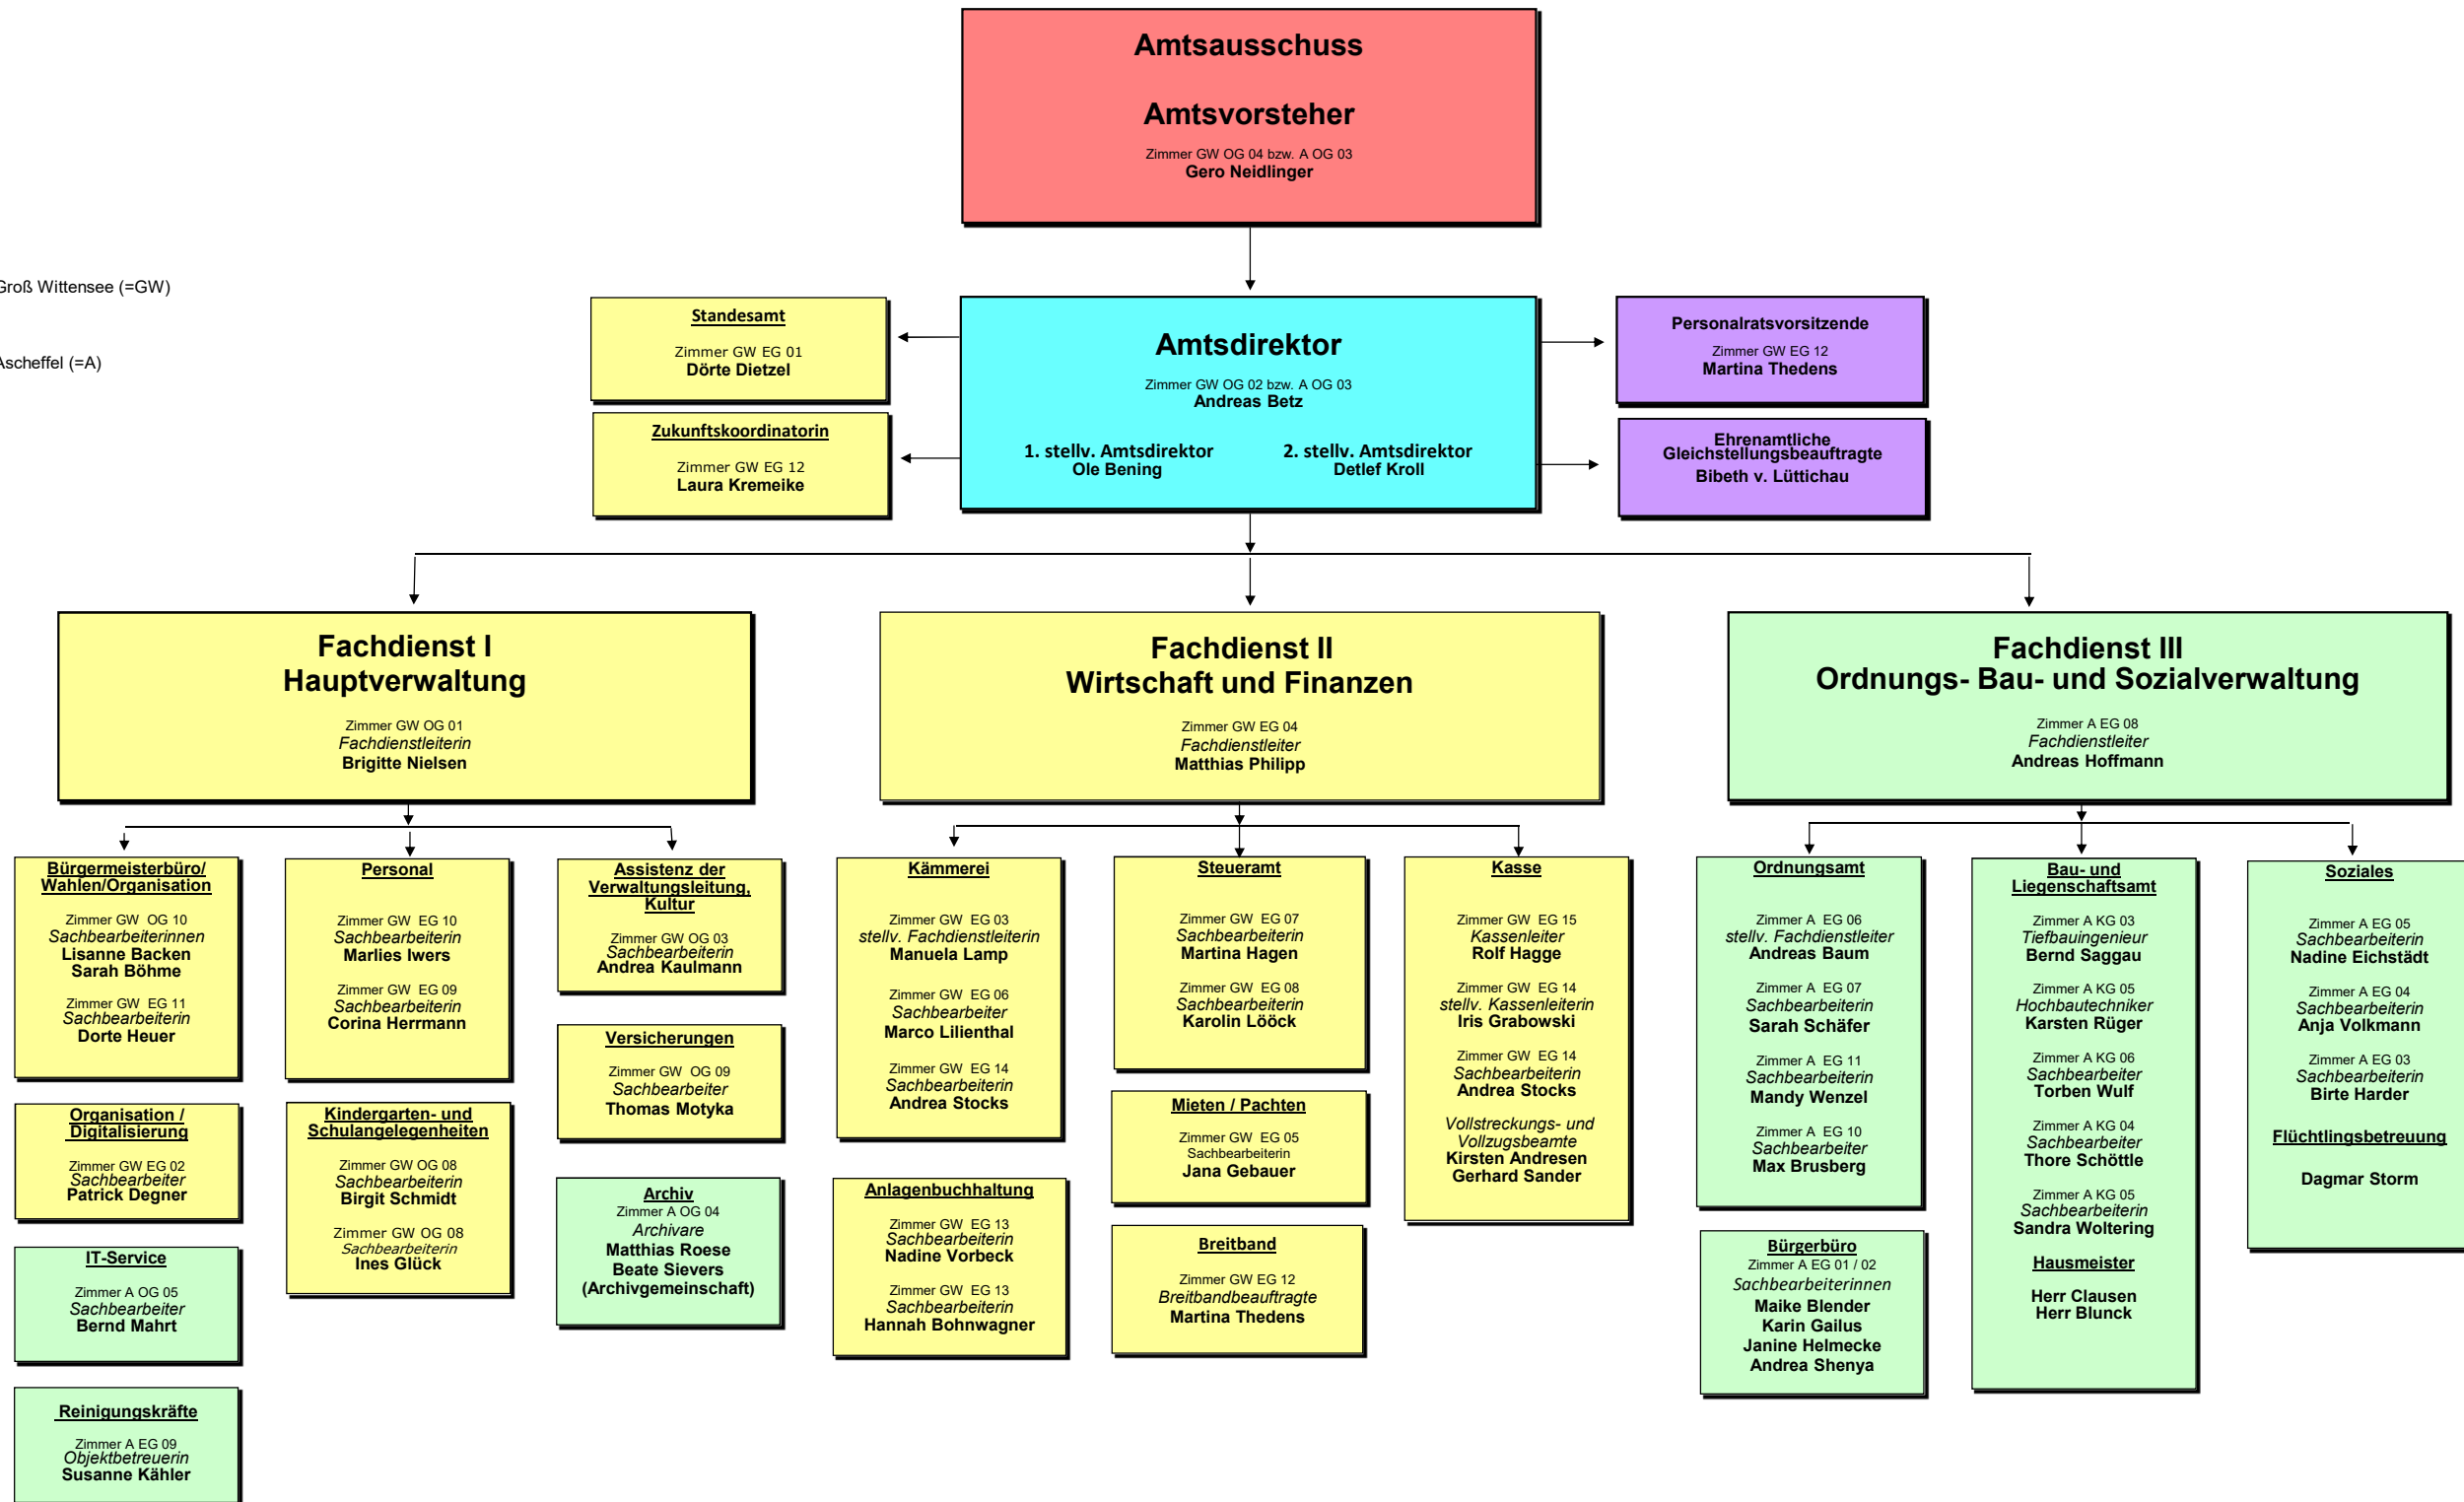 Amtsausschuss
Amtsvorsteher
Zimmer GW OG 04 bzw. A OG 03
Gero Neidlinger
Groß Wittensee (=GW)
Ascheffel (=A)
Standesamt
Zimmer GW EG 01
Dörte Dietzel
Zukunftskoordinatorin
Zimmer GW EG 12
Laura Kremeike
Amtsdirektor
Zimmer GW OG 02 bzw. A OG 03
Andreas Betz
1. stellv. Amtsdirektor
Ole Bening
2. stellv. Amtsdirektor
Detlef Kroll
Personalratsvorsitzende
Zimmer GW EG 12
Martina Thedens
Ehrenamtliche
Gleichstellungsbeauftragte
Bibeth v. Lüttichau
Fachdienst I
Hauptverwaltung
Zimmer GW OG 01
Fachdienstleiterin
Brigitte Nielsen
Fachdienst II
Wirtschaft und Finanzen
Zimmer GW EG 04
Fachdienstleiter
Matthias Philipp
Fachdienst III
Ordnungs- Bau- und Sozialverwaltung
Zimmer A EG 08
Fachdienstleiter
Andreas Hoffmann
Bürgermeisterbüro/
Wahlen/Organisation
Zimmer GW OG 10
Sachbearbeiterinnen
Lisanne Backen
Sarah Böhme
Zimmer GW EG 11
Sachbearbeiterin
Dorte Heuer
Organisation /
Digitalisierung
Zimmer GW EG 02
Sachbearbeiter
Patrick Degner
IT-Service
Zimmer A OG 05
Sachbearbeiter
Bernd Mahrt
Reinigungskräfte
Zimmer A EG 09
Objektbetreuerin
Susanne Kähler
Personal
Zimmer GW EG 10
Sachbearbeiterin
Marlies Iwers
Zimmer GW EG 09
Sachbearbeiterin
Corina Herrmann
Kindergarten- und
Schulangelegenheiten
Zimmer GW OG 08
Sachbearbeiterin
Birgit Schmidt
Zimmer GW OG 08
Sachbearbeiterin
Ines Glück
Assistenz der
Verwaltungsleitung,
Kultur
Zimmer GW OG 03
Sachbearbeiterin
Andrea Kaulmann
Versicherungen
Zimmer GW OG 09
Sachbearbeiter
Thomas Motyka
Archiv
Zimmer A OG 04
Archivare
Matthias Roese
Beate Sievers
(Archivgemeinschaft)
Kämmerei
Zimmer GW EG 03
stellv. Fachdienstleiterin
Manuela Lamp
Zimmer GW EG 06
Sachbearbeiter
Marco Lilienthal
Zimmer GW EG 14
Sachbearbeiterin
Andrea Stocks
Anlagenbuchhaltung
Zimmer GW EG 13
Sachbearbeiterin
Nadine Vorbeck
Zimmer GW EG 13
Sachbearbeiterin
Hannah Bohnwagner
Steueramt
Zimmer GW EG 07
Sachbearbeiterin
Martina Hagen
Zimmer GW EG 08
Sachbearbeiterin
Karolin Lööck
Mieten / Pachten
Zimmer GW EG 05
Sachbearbeiterin
Jana Gebauer
Breitband
Zimmer GW EG 12
Breitbandbeauftragte
Martina Thedens
Kasse
Zimmer GW EG 15
Kassenleiter
Rolf Hagge
Zimmer GW EG 14
stellv. Kassenleiterin
Iris Grabowski
Zimmer GW EG 14
Sachbearbeiterin
Andrea Stocks
Vollstreckungs- und
Vollzugsbeamte
Kirsten Andresen
Gerhard Sander
Ordnungsamt
Zimmer A EG 06
stellv. Fachdienstleiter
Andreas Baum
Zimmer A EG 07
Sachbearbeiterin
Sarah Schäfer
Zimmer A EG 11
Sachbearbeiterin
Mandy Wenzel
Zimmer A EG 10
Sachbearbeiter
Max Brusberg
Bürgerbüro
Zimmer A EG 01 / 02
Sachbearbeiterinnen
Maike Blender
Karin Gailus
Janine Helmecke
Andrea Shenya
Bau- und
Liegenschaftsamt
Zimmer A KG 03
Tiefbauingenieur
Bernd Saggau
Zimmer A KG 05
Hochbautechniker
Karsten Rüger
Zimmer A KG 06
Sachbearbeiter
Torben Wulf
Zimmer A KG 04
Sachbearbeiter
Thore Schöttle
Zimmer A KG 05
Sachbearbeiterin
Sandra Woltering
Hausmeister
Herr Clausen
Herr Blunck
Soziales
Zimmer A EG 05
Sachbearbeiterin
Nadine Eichstädt
Zimmer A EG 04
Sachbearbeiterin
Anja Volkmann
Zimmer A EG 03
Sachbearbeiterin
Birte Harder
Flüchtlingsbetreuung
Dagmar Storm